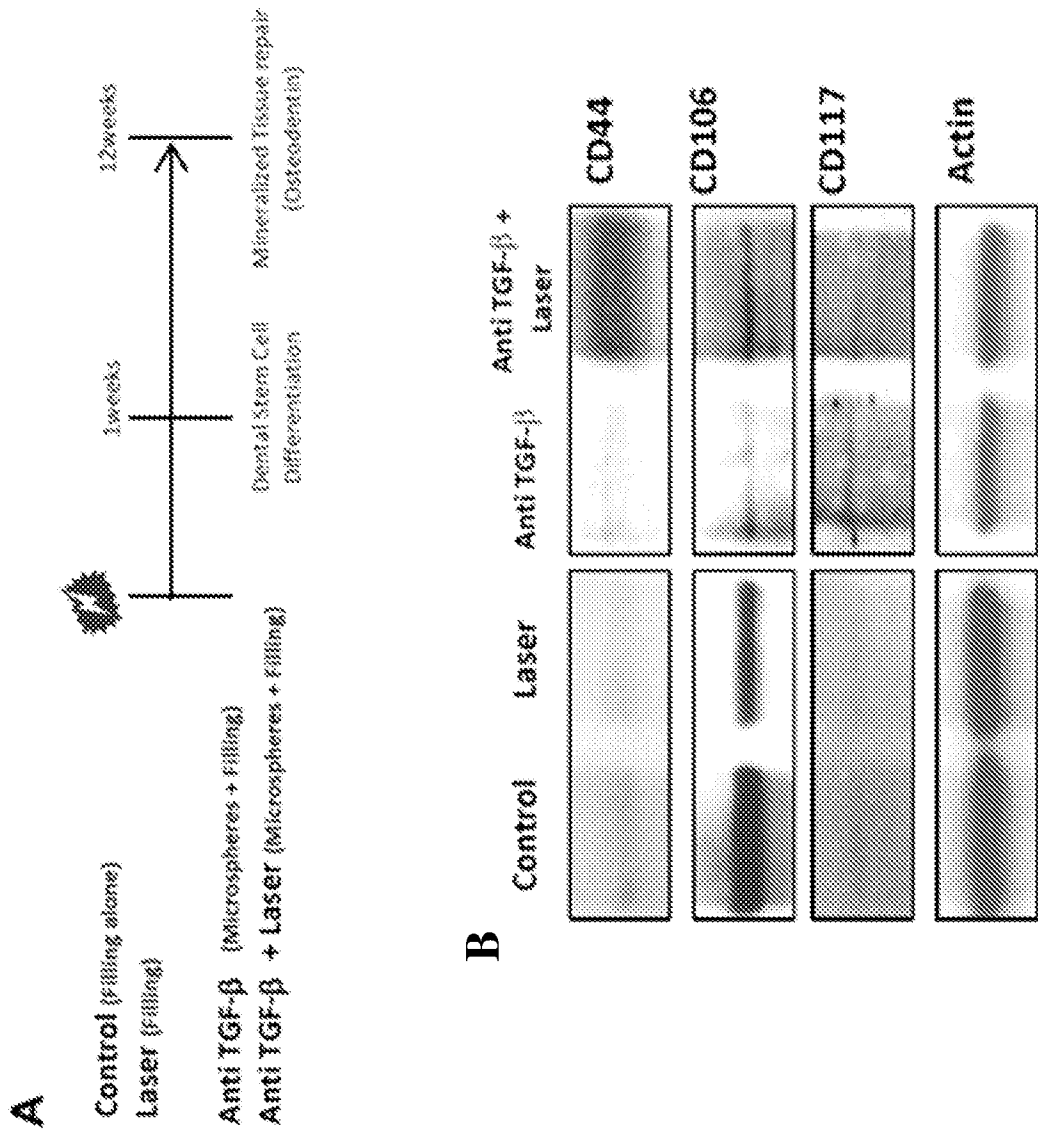 A
Control (Filling alone)
Laser (Filling)
Anti TGF-β (Microspheres + Filling)
Anti TGF-β + Laser (Microspheres + Filling)
1weeks
12weeks
Dental Stem Cell
Differentiation
Mineralized Tissue repair
(Osteodentin)
B
Control
Laser
Anti TGF-β
Anti TGF-β +
Laser
CD44
CD106
CD117
Actin